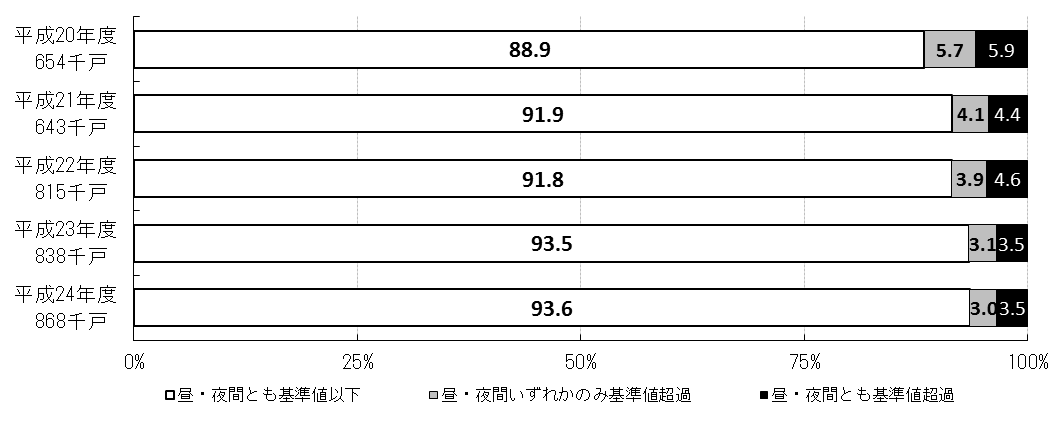 平成20年度
654千戸
88.9
5.7
5.9
平成21年度
643千戸
91.9
4.1
4.4
平成22年度
815千戸
91.8
3.9
4.6
平成23年度
838千戸
93.5
3.1
3.5
平成24年度
868千戸
93.6
3.0
3.5
0%
25%
50%
75%
100%
昼・夜間とも基準値以下
昼・夜間いずれかのみ基準値超過
昼・夜間とも基準値超過